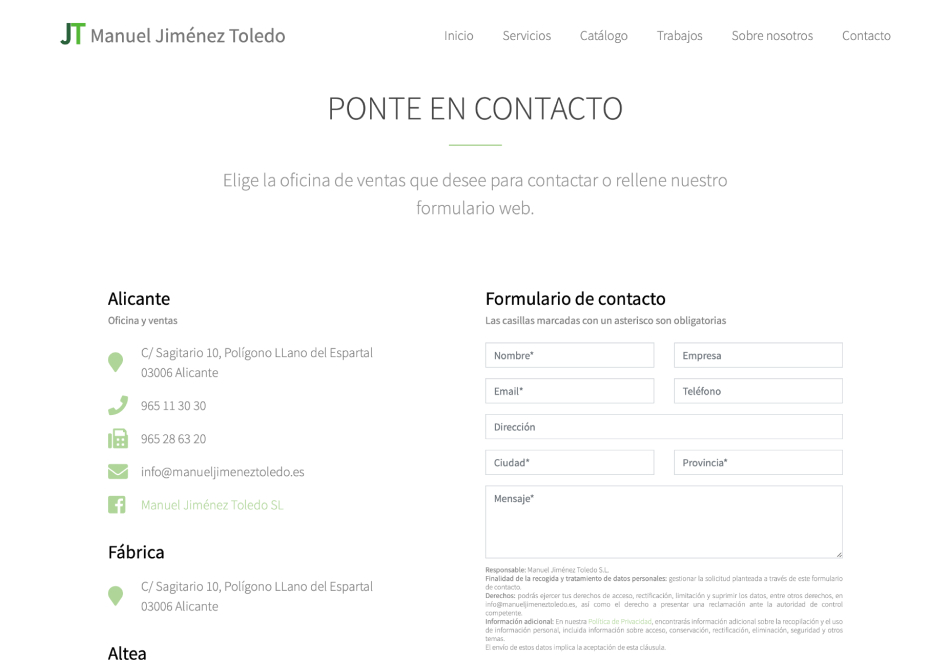 JT Manuel Jiménez Toledo
Inicio Servicios Catálogo Trabajos Sobre nosotros Contacto
PONTE EN CONTACTO
Elige la oficina de ventas que desee para contactar o rellene nuestro
formulario web.
Alicante
Oficina y ventas
C/ Sagitario 10, Polígono LLano del Espartal
03006 Alicante
965 11 30 30
965 28 63 20
info@manueljimeneztoledo.es
Manuel Jiménez Toledo SL
Fábrica
C/ Sagitario 10, Polígono LLano del Espartal
03006 Alicante
Altea
Formulario de contacto
Las casillas marcadas con un asterisco son obligatorias
Nombre* Empresa
Email* Teléfono
Dirección
Ciudad* Provincia*
Mensaje*
Responsable: Manuel Jiménez Toledo S.L.
Finalidad de la recogida y tratamiento de datos personales: gestionar la solicitud planteada a través de este formulario
de contacto.
Derechos: podrás ejercer tus derechos de acceso, rectificación, limitación y suprimir los datos, entre otros derechos, en
info@manueljimeneztoledo.es, así como el derecho a presentar una reclamación ante la autoridad de control
competente.
Información adicional: En nuestra Política de Privacidad, encontrarás información adicional sobre la recopilación y el uso
de información personal, incluida información sobre acceso, conservación, rectificación, eliminación, seguridad y otros
temas.
El envío de estos datos implica la aceptación de esta cláusula.